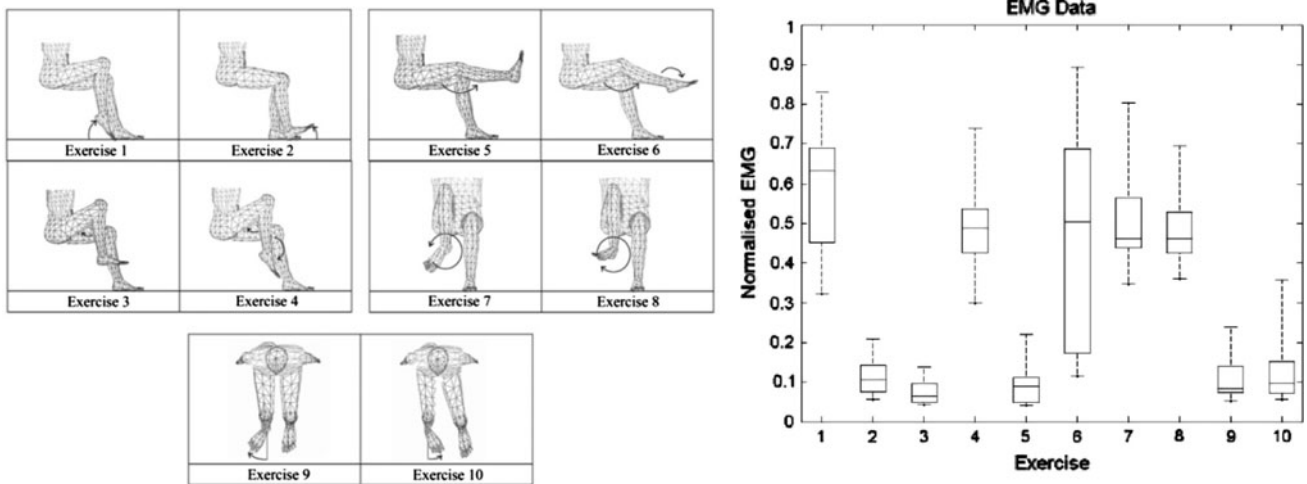 Exercise 1
Exercise 2
Exercise 3
Exercise 4
Exercise 5
Exercise 6
Exercise 7
Exercise 8
Exercise 9
Exercise 10
EMG Data
Normalised EMG
1
0.9
0.8
0.7
0.6
0.5
0.4
0.3
0.2
0.1
0
1 2 3 4 5 6 7 8 9 10
Exercise